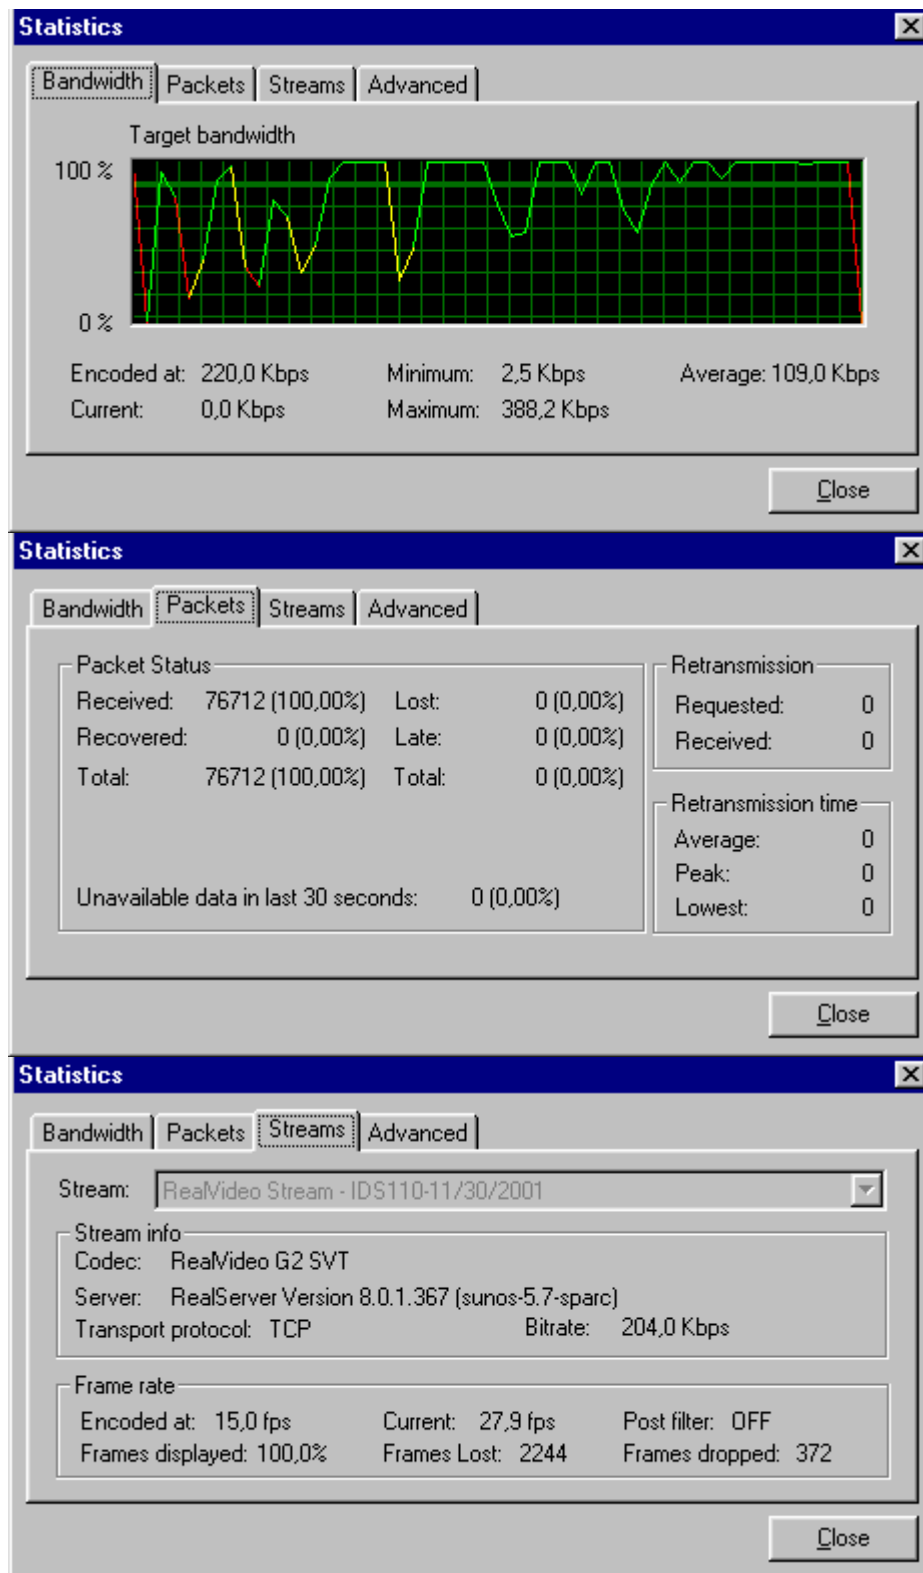 Statistics
Bandwidth Packets Streams Advanced
Target bandwidth
100 %
0 %
Encoded at: 220,0 Kbps Minimum: 2,5 Kbps Average: 109,0 Kbps
Current: 0,0 Kbps Maximum: 388,2 Kbps
Close
Statistics
Bandwidth Packets Streams Advanced
Packet Status Retransmission
Received: 76712 (100,00%) Lost: 0 (0,00%) Requested: 0
Recovered: 0 (0,00%) Late: 0 (0,00%) Received: 0
Total: 76712 (100,00%) Total: 0 (0,00%)
Retransmission time
Average: 0
Peak: 0
Unavailable data in last 30 seconds: 0 (0,00%) Lowest: 0
Close
Statistics
Bandwidth Packets Streams Advanced
Stream: RealVideo Stream - IDS110-11/30/2001
Stream info
Codec: RealVideo G2 SVT
Server: RealServer Version 8.0.1.367 (sunos-5.7-sparc)
Transport protocol: TCP Bitrate: 204,0 Kbps
Frame rate
Encoded at: 15,0 fps Current: 27,9 fps Post filter: OFF
Frames displayed: 100,0% Frames Lost: 2244 Frames dropped: 372
Close